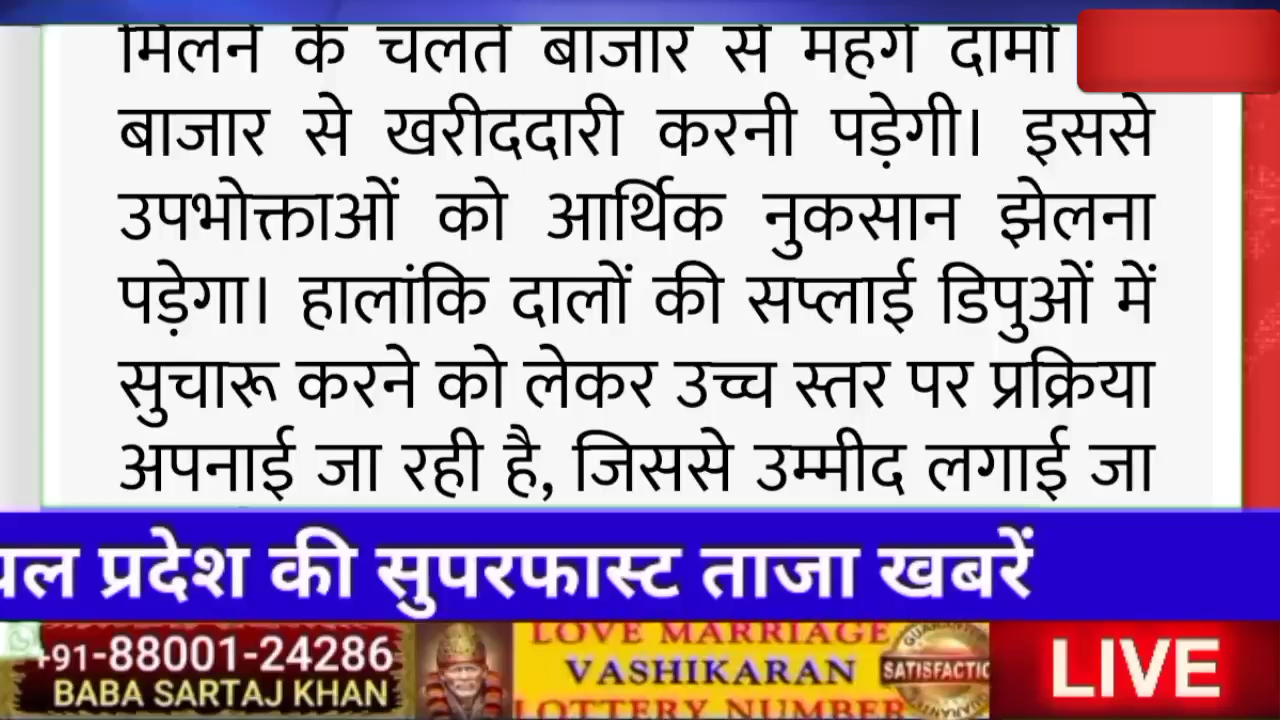 मिलने के चलते बाजार से महंगे दामों
बाजार से खरीददारी करनी पड़ेगी। इससे
उपभोक्ताओं को आर्थिक नुकसान झेलना
पड़ेगा। हालांकि दालों की सप्लाई डिपुओं में
सुचारू करने को लेकर उच्च स्तर पर प्रक्रिया
अपनाई जा रही है, जिससे उम्मीद लगाई जा
प्रदेश की सुपरफास्ट ताजा खबरें
+91-88001-24286
BABA SARTAJ KHAN
LOVE MARRIAGE
VASHIKARAN
LOTTERY NUMBER
GUARANTEE
SATISFACTIO
LIVE